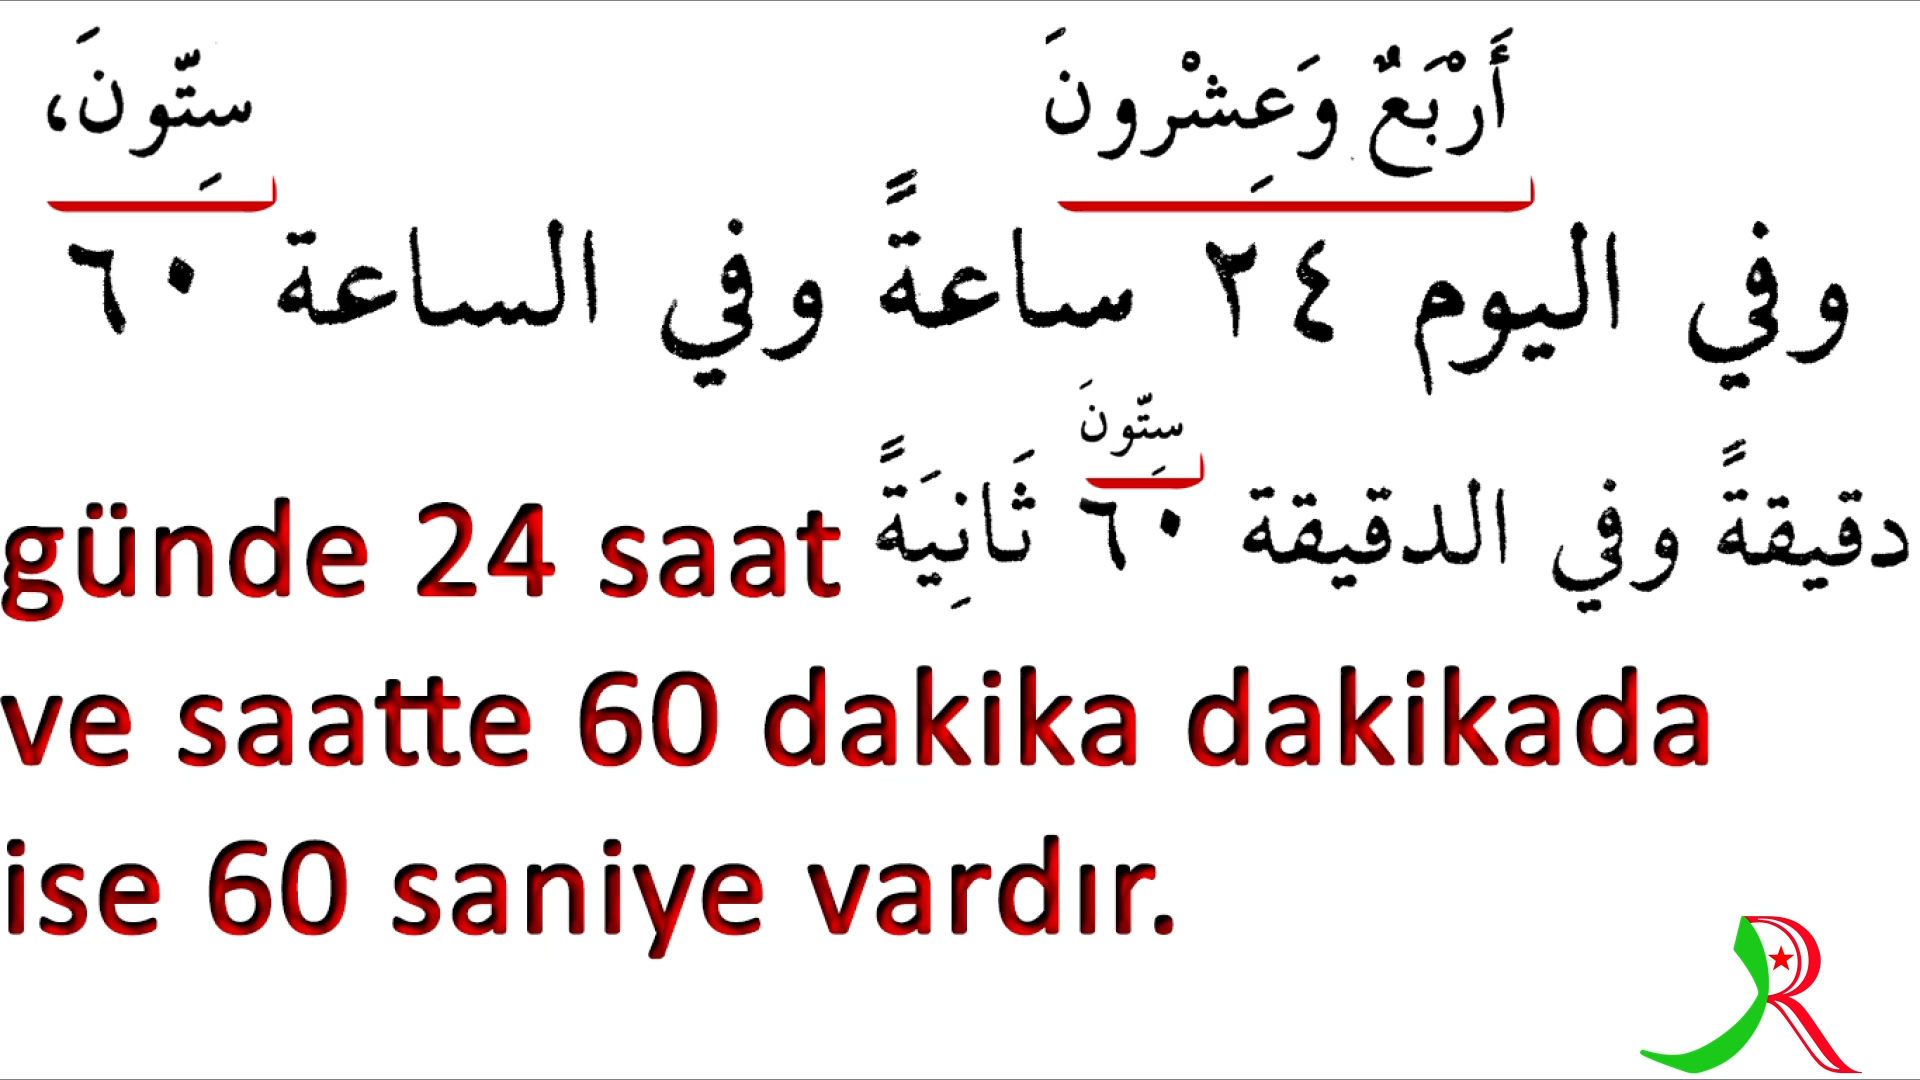 أَرْبَعٌ وَعِشْرونَ سِتّونَ،
وفي اليوم ٢٤ ساعةً وفي الساعة ٦٠
سِتّونَ
دقيقةً وفي الدقيقة ٦٠ ثَانِيَةً
günde 24 saat
ve saatte 60 dakika dakikada
ise 60 saniye vardır.